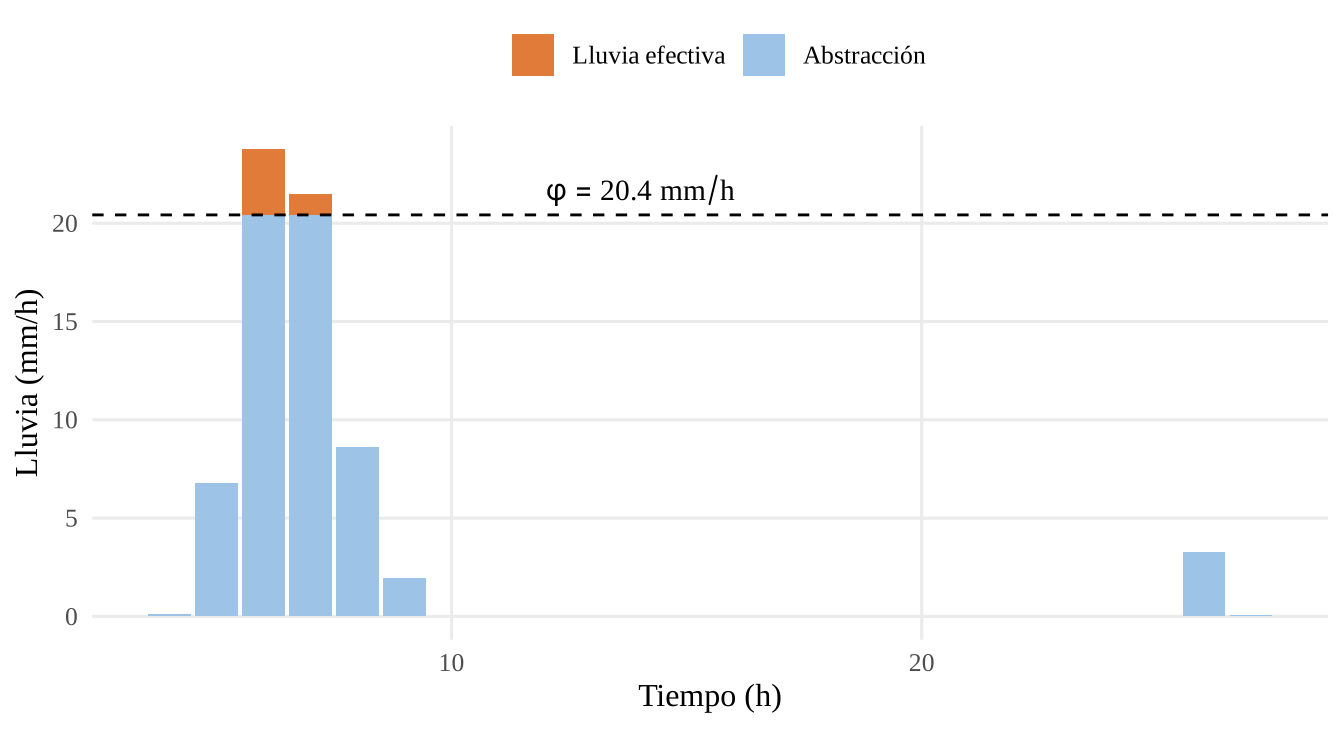 Lluvia efectiva Abstracción
φ = 20.4 mm/h
20
15
10
5
0
Lluvia (mm/h)
10 20
Tiempo (h)